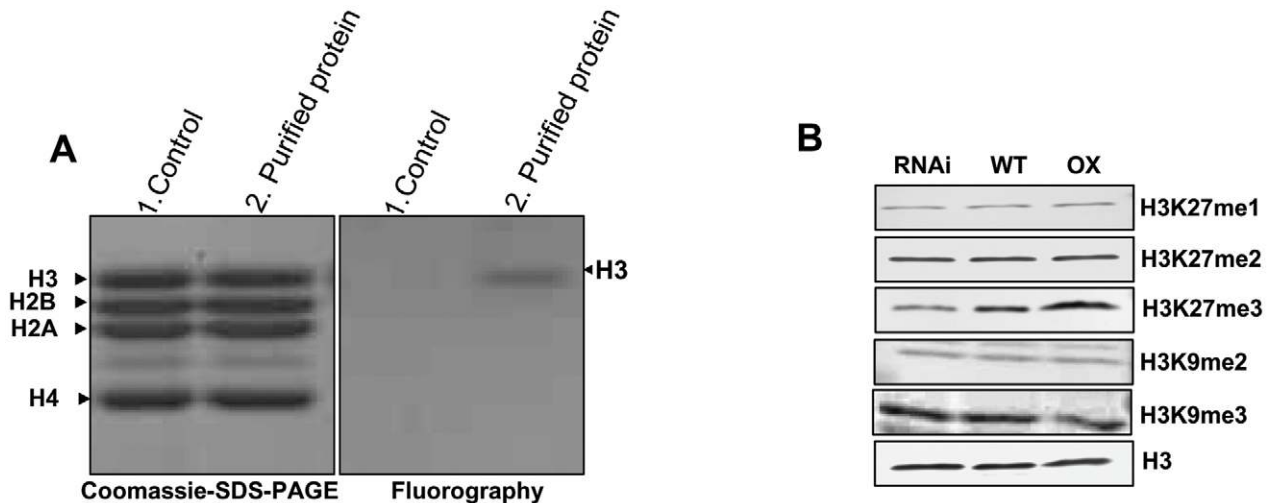 A
1.Control
2. Purified protein
1.Control
2. Purified protein
H3
H2B
H2A
H4
H3
Coomassie-SDS-PAGE
Fluorography
B
RNAi WT OX
H3K27me1
H3K27me2
H3K27me3
H3K9me2
H3K9me3
H3